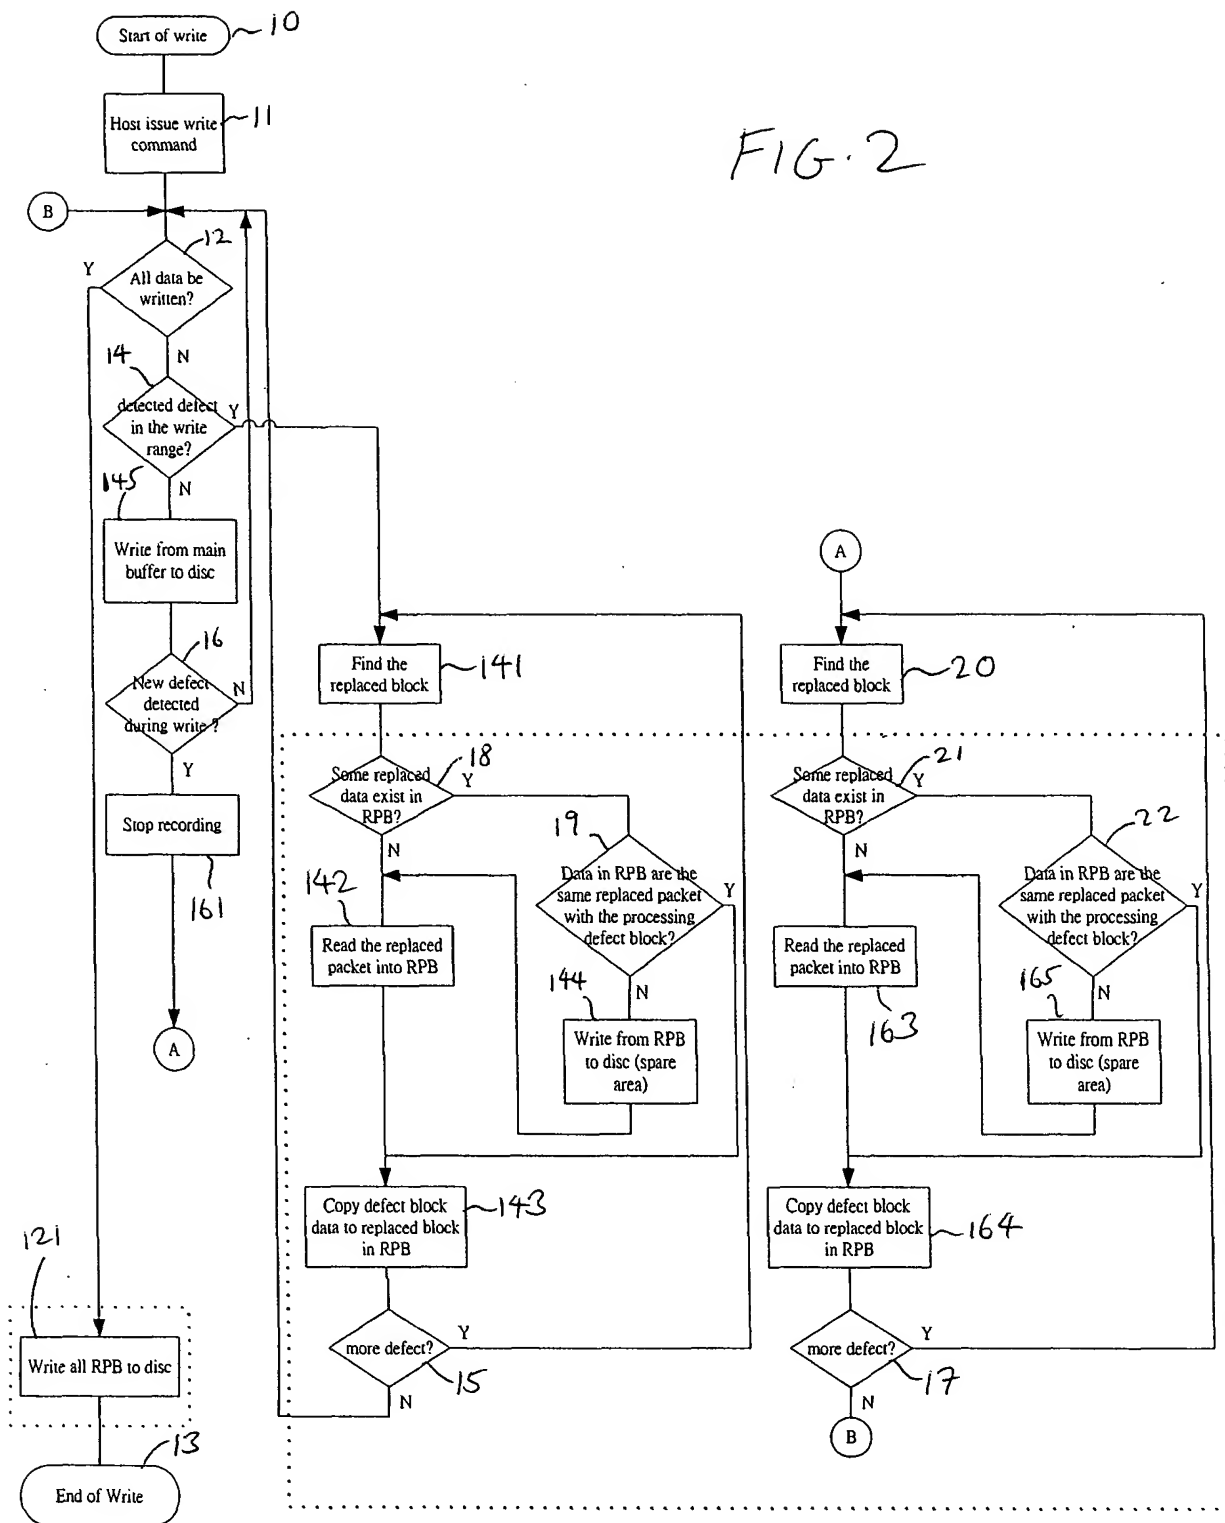 Start of write
10
Host issue write
command
11
FIG. 2
B
12
Y
All data be
written?
N
14
detected defect
in the write
range?
Y
N
145
Write from main
buffer to disc
16
New defect
detected
during write ?
N
Y
Stop recording
161
A
121
Write all RPB to disc
13
End of Write
Find the
replaced block
141
18
Some replaced
data exist in
RPB?
Y
N
19
Data in RPB are the
same replaced packet
with the processing
defect block?
Y
N
142
Read the replaced
packet into RPB
144
Write from RPB
to disc (spare
area)
Copy defect block
data to replaced block
in RPB
143
more defect?
Y
15
N
A
Find the
replaced block
20
21
Some replaced
data exist in
RPB?
Y
N
22
Data in RPB are the
same replaced packet
with the processing
defect block?
Y
N
Read the replaced
packet into RPB
163
165
Write from RPB
to disc (spare
area)
Copy defect block
data to replaced block
in RPB
164
more defect?
Y
17
N
B